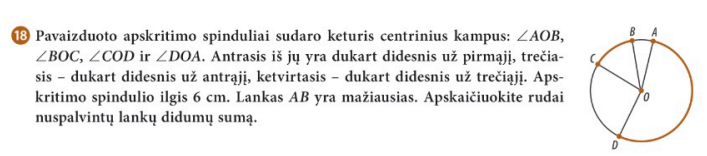 18 Pavaizduoto apskritimo spinduliai sudaro keturis centrinius kampus: ∠AOB,
∠BOC, ∠COD ir ∠DOA. Antrasis iš jų yra dukart didesnis už pirmąjį, trečia-
sis – dukart didesnis už antrąjį, ketvirtasis – dukart didesnis už trečiąjį. Aps-
kritimo spindulio ilgis 6 cm. Lankas AB yra mažiausias. Apskaičiuokite rudai
nuspalvintų lankų didumų sumą.
B A
C
O
D